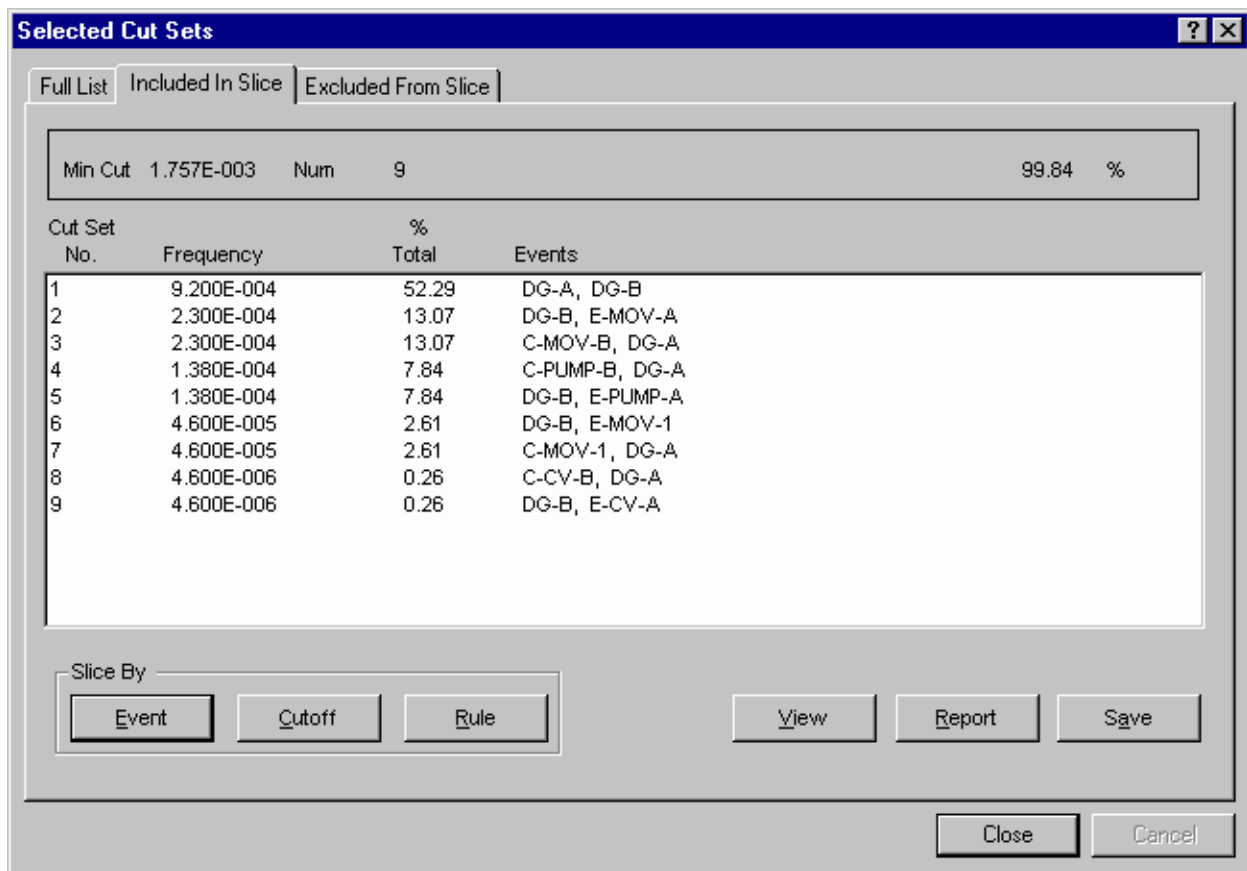 Selected Cut Sets
Full List Included In Slice Excluded From Slice
Min Cut 1.757E-003 Num 9 99.84 %
Cut Set %
No. Frequency Total Events
1 9.200E-004 52.29 DG-A, DG-B
2 2.300E-004 13.07 DG-B, E-MOV-A
3 2.300E-004 13.07 C-MOV-B, DG-A
4 1.380E-004 7.84 C-PUMP-B, DG-A
5 1.380E-004 7.84 DG-B, E-PUMP-A
6 4.600E-005 2.61 DG-B, E-MOV-1
7 4.600E-005 2.61 C-MOV-1, DG-A
8 4.600E-006 0.26 C-CV-B, DG-A
9 4.600E-006 0.26 DG-B, E-CV-A
Slice By
Event Cutoff Rule View Report Save
Close Cancel